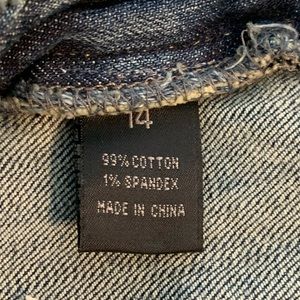 14
99% COTTON
1% SPANDEX
MADE IN CHINA